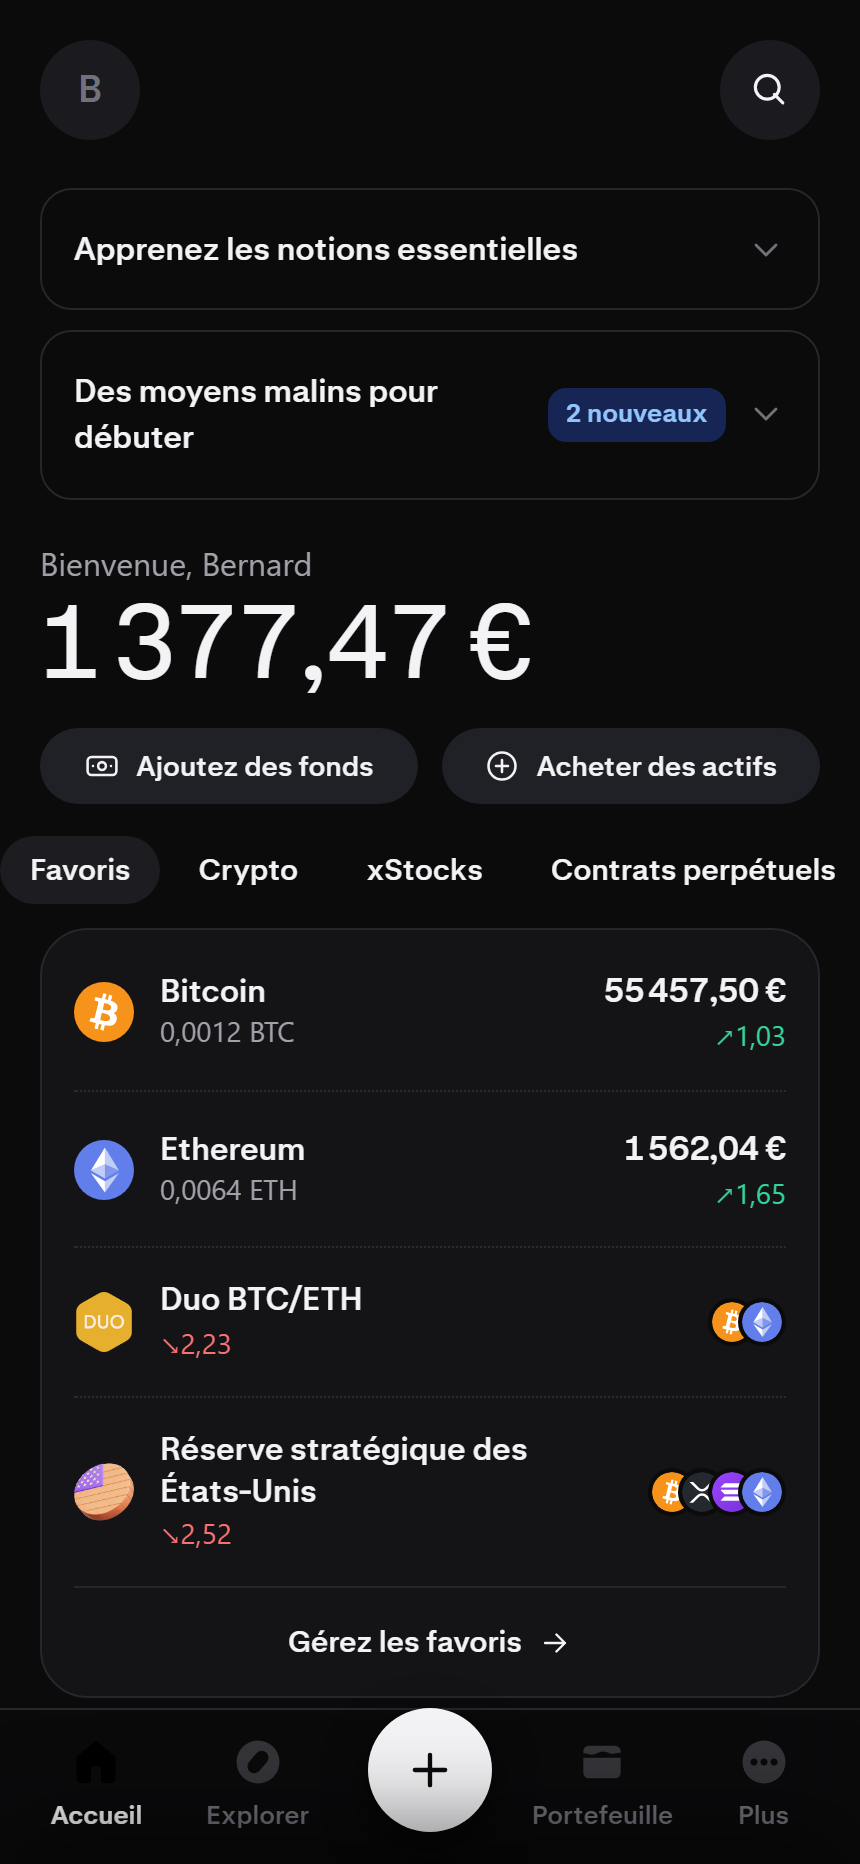 B
Apprenez les notions essentielles
Des moyens malins pour
débuter
2 nouveaux
Bienvenue, Bernard
1 377,47 €
Ajoutez des fonds
Acheter des actifs
Favoris Crypto xStocks Contrats perpétuels
Bitcoin
55 457,50 €
0,0012 BTC
↗1,03
Ethereum
1 562,04 €
0,0064 ETH
↗1,65
DUO
Duo BTC/ETH
↘2,23
Réserve stratégique des
États-Unis
↘2,52
Gérez les favoris →
Accueil Explorer Portefeuille Plus